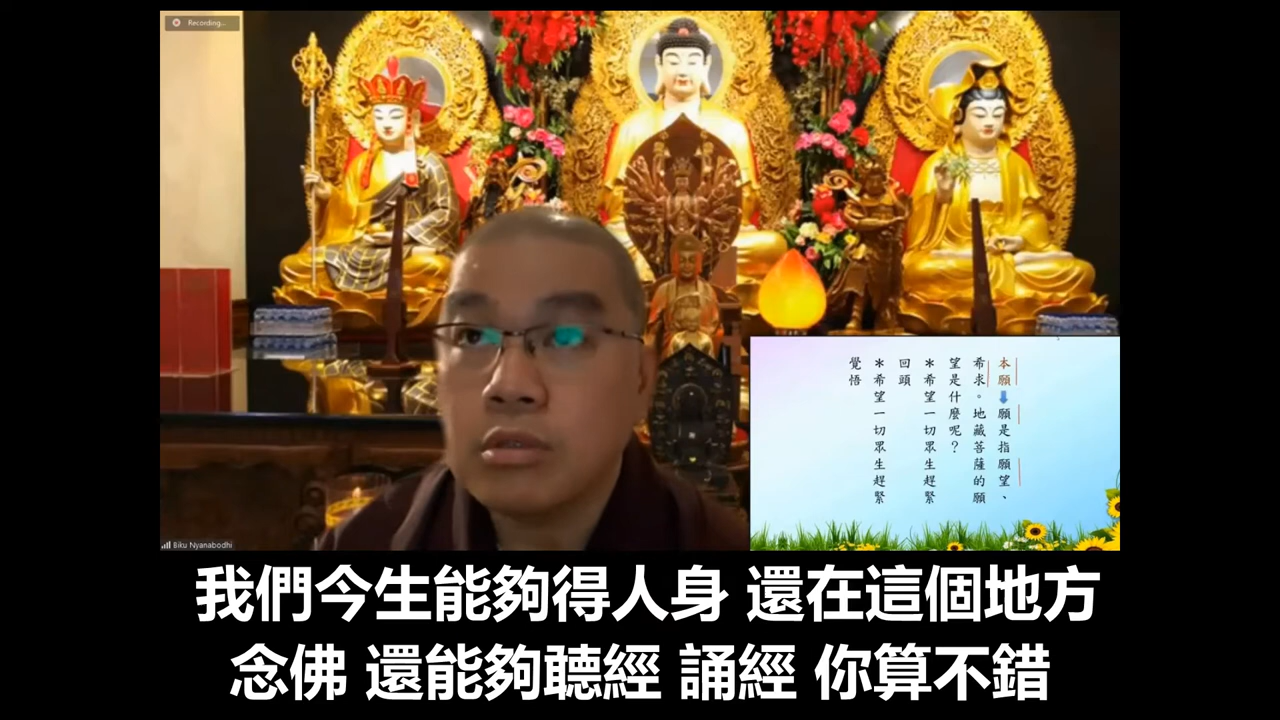 Recording...
本願⬇願是指願望、
希求。地藏菩薩的願
望是什麼呢？
＊希望一切眾生趕緊
回頭
＊希望一切眾生趕緊
覺悟
Biku Nyanabodhi
我們今生能夠得人身 還在這個地方
念佛 還能夠聽經 誦經 你算不錯